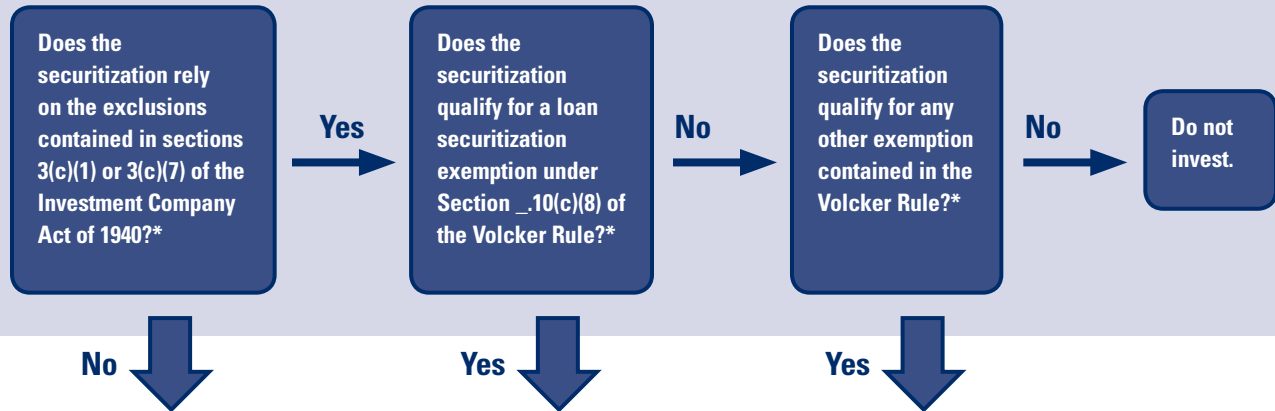 Does the
securitization rely
on the exclusions
contained in sections
3(c)(1) or 3(c)(7) of the
Investment Company
Act of 1940?*
Yes
Does the
securitization
qualify for a loan
securitization
exemption under
Section _.10(c)(8) of
the Volcker Rule?*
No
Does the
securitization
qualify for any
other exemption
contained in the
Volcker Rule?*
No
Do not
invest.
No
Yes
Yes